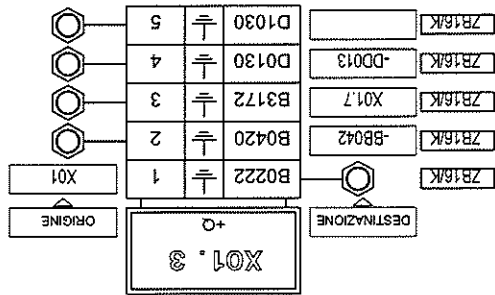 X01 . 3
+Q
DESTINAZIONE
ORIGINE
ZB16/K B0222 1 X01
ZB16/K -BB042 B0420 2
ZB16/K X01.7 B3172 3
ZB16/K -DD013 D0130 4
ZB16/K D1030 5